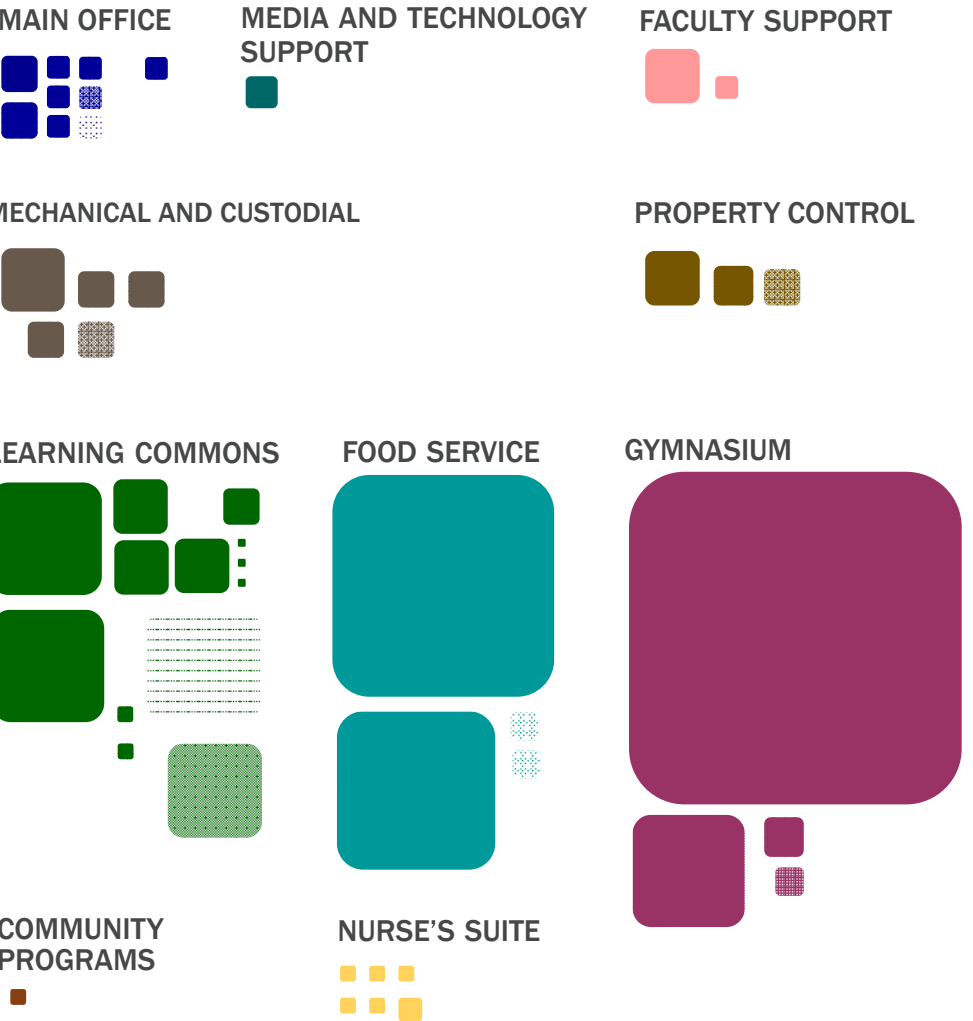 MAIN OFFICE
MEDIA AND TECHNOLOGY
SUPPORT
FACULTY SUPPORT
MECHANICAL AND CUSTODIAL
PROPERTY CONTROL
LEARNING COMMONS
FOOD SERVICE
GYMNASIUM
COMMUNITY
PROGRAMS
NURSE'S SUITE